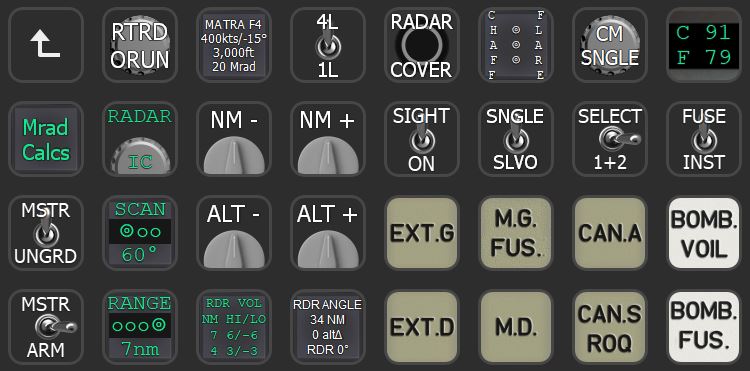 RTRD
ORUN
MATRA F4
400kts/-15°
3,000ft
20 Mrad
4L
1L
RADAR
COVER
C F
H L
A A
F R
F E
CM
SNGLE
C 91
F 79
Mrad
Calcs
RADAR
IC
NM -
NM +
SIGHT
ON
SNGLE
SLVO
SELECT
1+2
FUSE
INST
MSTR
UNGRD
SCAN
60°
ALT -
ALT +
EXT.G
M.G.
FUS.
CAN.A
BOMB.
VOIL
MSTR
ARM
RANGE
7nm
RDR VOL
NM HI/LO
7 6/-6
4 3/-3
RDR ANGLE
34 NM
0 altΔ
RDR 0°
EXT.D
M.D.
CAN.S
ROQ
BOMB.
FUS.